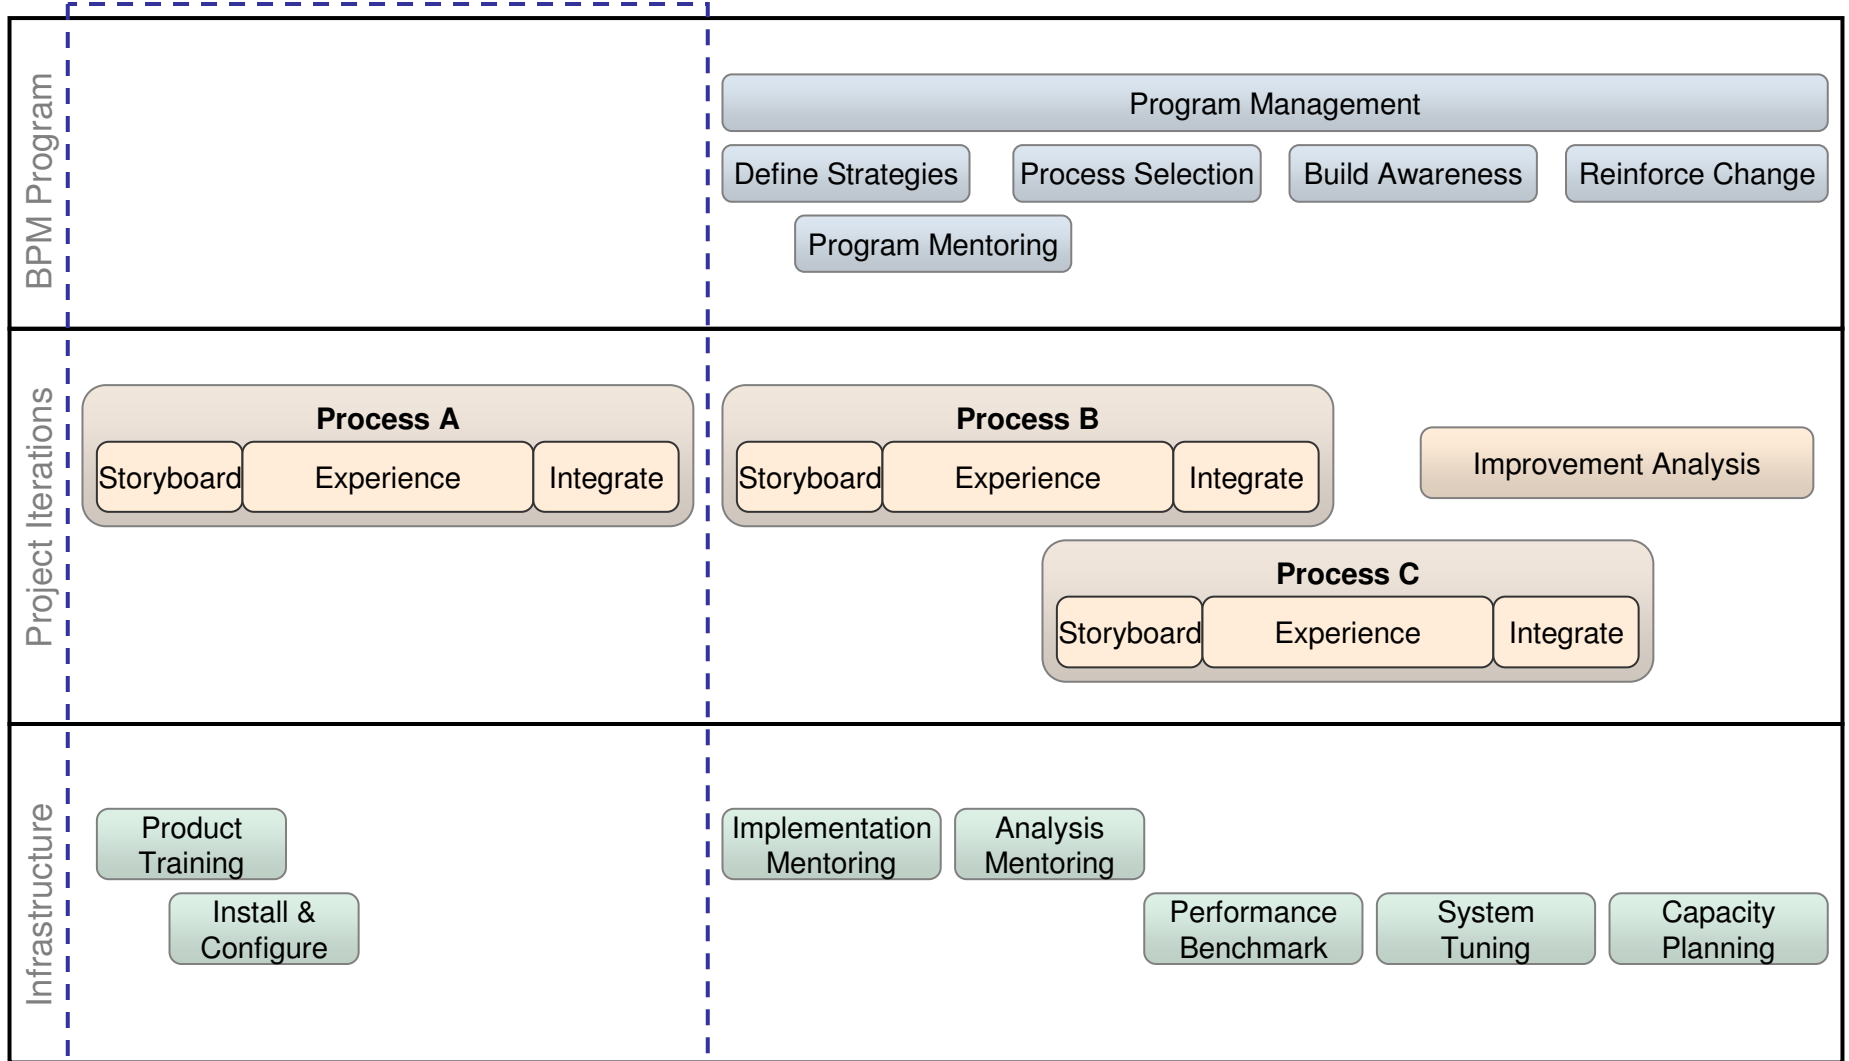 BPM Program
Program Management
Define Strategies
Process Selection
Build Awareness
Reinforce Change
Program Mentoring
Project Iterations
Process A
Storyboard
Experience
Integrate
Process B
Storyboard
Experience
Integrate
Improvement Analysis
Process C
Storyboard
Experience
Integrate
Infrastructure
Product
Training
Install &
Configure
Implementation
Mentoring
Analysis
Mentoring
Performance
Benchmark
System
Tuning
Capacity
Planning